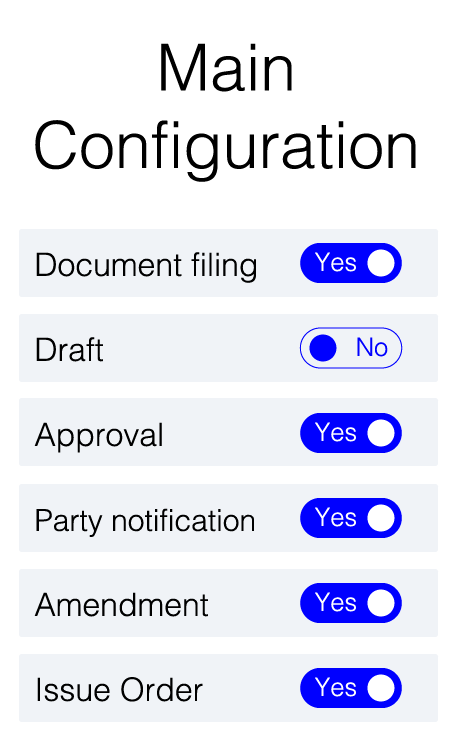 Main
Configuration
Document filing Yes
Draft No
Approval Yes
Party notification Yes
Amendment Yes
Issue Order Yes